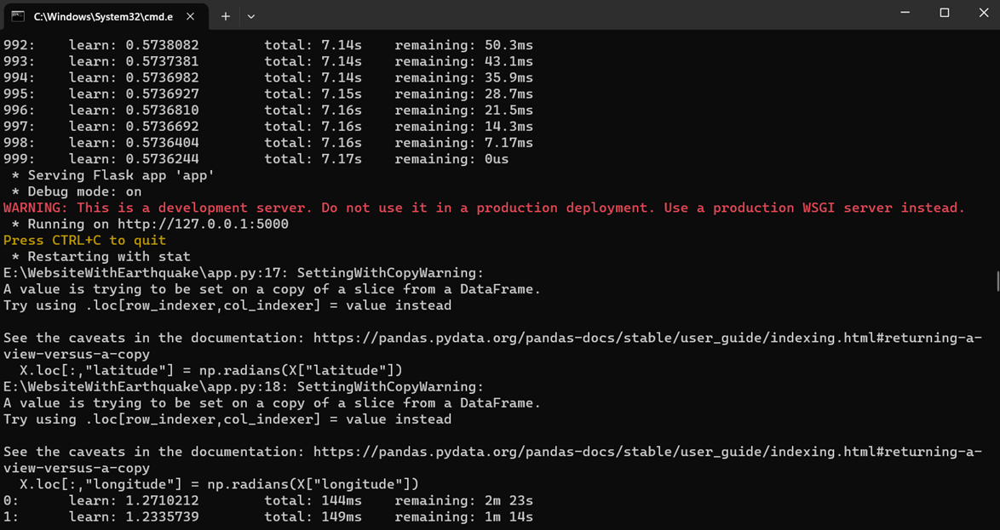 C:\Windows\System32\cmd.e
992: learn: 0.5738082 total: 7.14s remaining: 50.3ms
993: learn: 0.5737381 total: 7.14s remaining: 43.1ms
994: learn: 0.5736982 total: 7.14s remaining: 35.9ms
995: learn: 0.5736927 total: 7.15s remaining: 28.7ms
996: learn: 0.5736810 total: 7.16s remaining: 21.5ms
997: learn: 0.5736692 total: 7.16s remaining: 14.3ms
998: learn: 0.5736404 total: 7.16s remaining: 7.17ms
999: learn: 0.5736244 total: 7.17s remaining: 0us
 * Serving Flask app 'app'
 * Debug mode: on
WARNING: This is a development server. Do not use it in a production deployment. Use a production WSGI server instead.
 * Running on http://127.0.0.1:5000
Press CTRL+C to quit
 * Restarting with stat
E:\WebsiteWithEarthquake\app.py:17: SettingWithCopyWarning:
A value is trying to be set on a copy of a slice from a DataFrame.
Try using .loc[row_indexer,col_indexer] = value instead

See the caveats in the documentation: https://pandas.pydata.org/pandas-docs/stable/user_guide/indexing.html#returning-a-
view-versus-a-copy
  X.loc[:,"latitude"] = np.radians(X["latitude"])
E:\WebsiteWithEarthquake\app.py:18: SettingWithCopyWarning:
A value is trying to be set on a copy of a slice from a DataFrame.
Try using .loc[row_indexer,col_indexer] = value instead

See the caveats in the documentation: https://pandas.pydata.org/pandas-docs/stable/user_guide/indexing.html#returning-a-
view-versus-a-copy
  X.loc[:,"longitude"] = np.radians(X["longitude"])
0: learn: 1.2710212 total: 144ms remaining: 2m 23s
1: learn: 1.2335739 total: 149ms remaining: 1m 14s